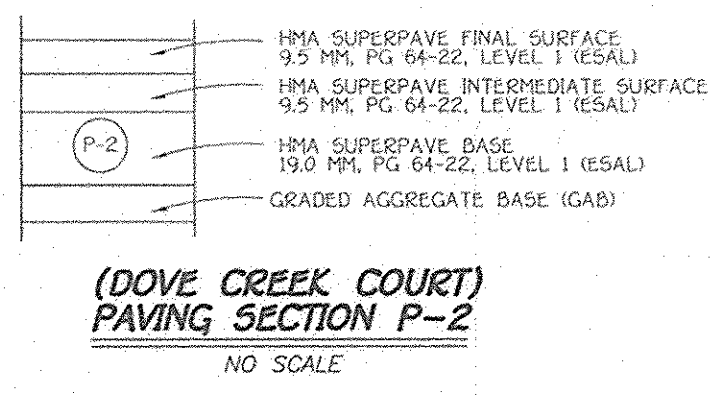 HMA SUPERPAVE FINAL SURFACE
9.5 MM, PG 64-22, LEVEL 1 (ESAL)
HMA SUPERPAVE INTERMEDIATE SURFACE
9.5 MM, PG 64-22, LEVEL 1 (ESAL)
P-2
HMA SUPERPAVE BASE
19.0 MM, PG 64-22, LEVEL 1 (ESAL)
GRADED AGGREGATE BASE (GAB)
(DOVE CREEK COURT)
PAVING SECTION P-2
NO SCALE